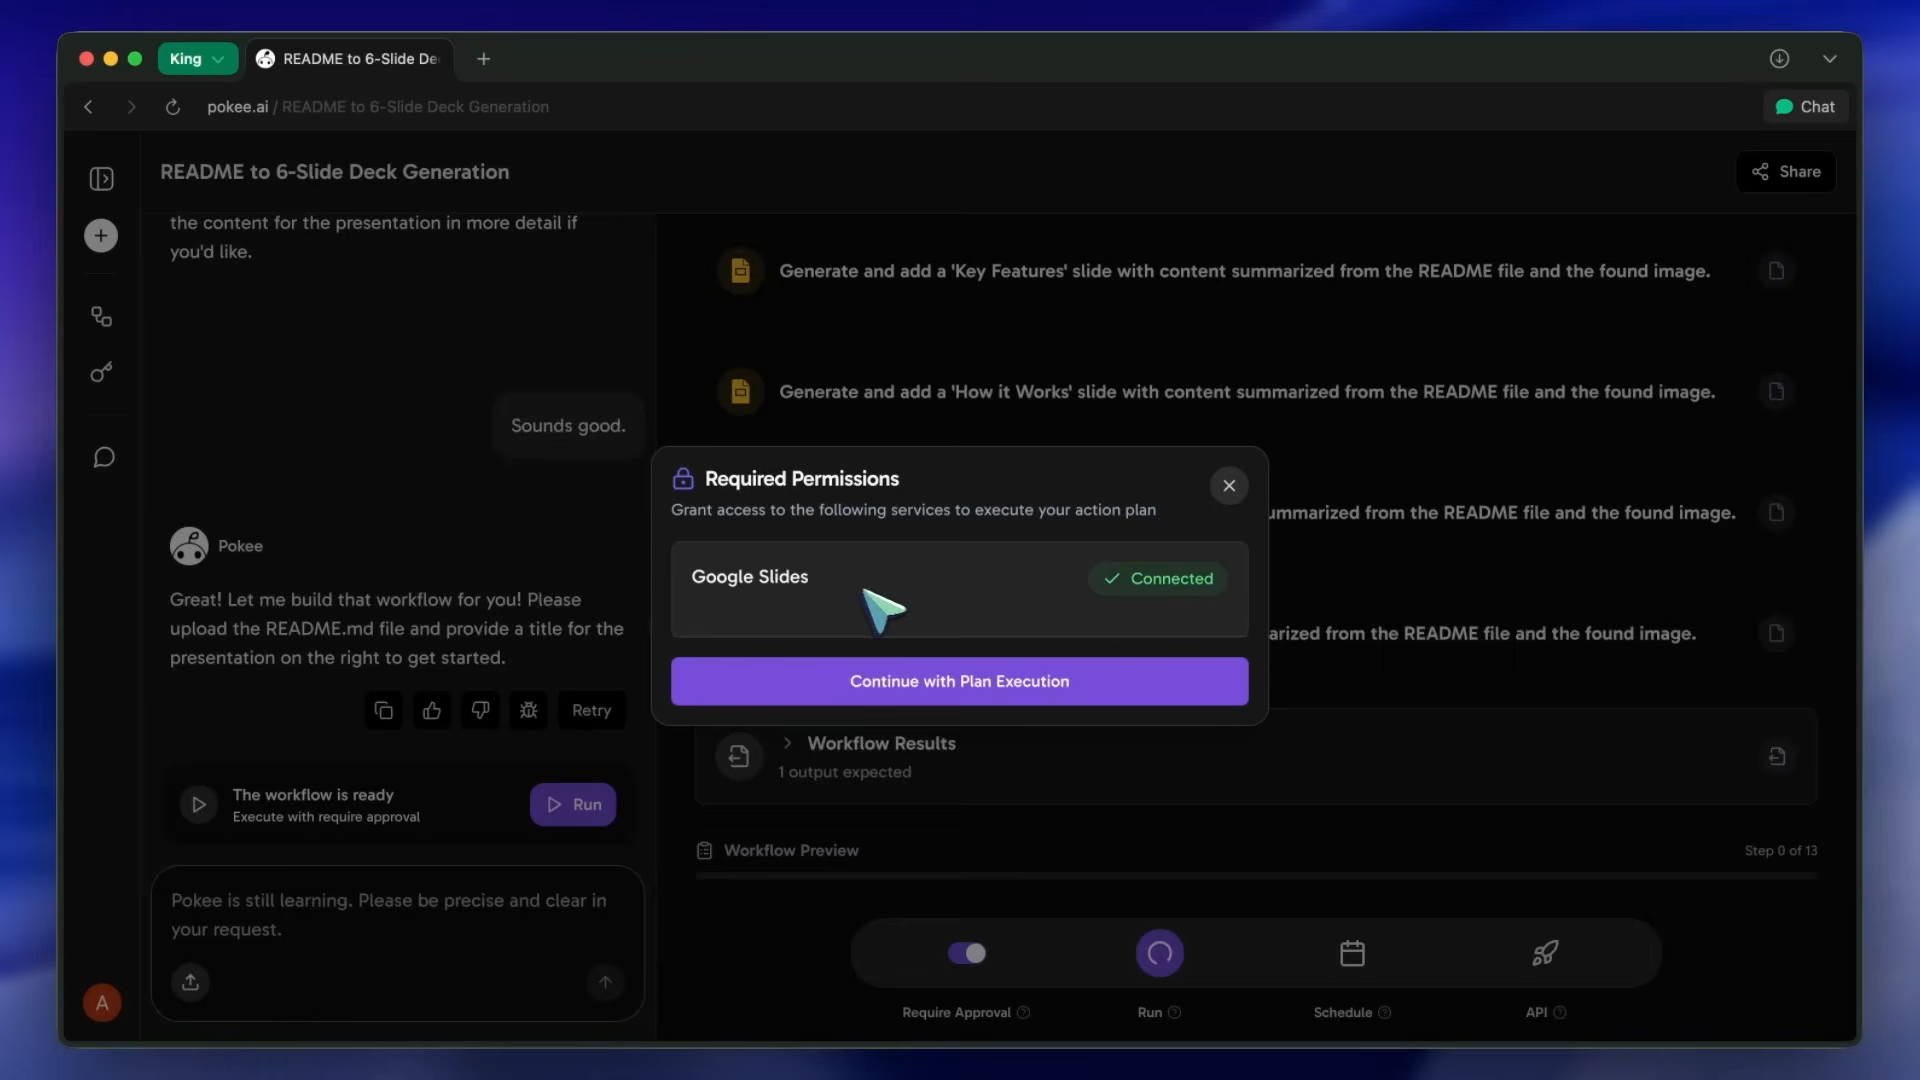 King
README to 6-Slide De
pokee.ai / README to 6-Slide Deck Generation
Chat
README to 6-Slide Deck Generation
Share
the content for the presentation in more detail if
you'd like.
Sounds good.
Pokee
Great! Let me build that workflow for you! Please
upload the README.md file and provide a title for the
presentation on the right to get started.
Retry
The workflow is ready
Execute with require approval
Run
Pokee is still learning. Please be precise and clear in
your request.
A
Generate and add a 'Key Features' slide with content summarized from the README file and the found image.
Generate and add a 'How it Works' slide with content summarized from the README file and the found image.
ummarized from the README file and the found image.
arized from the README file and the found image.
Required Permissions
Grant access to the following services to execute your action plan
Google Slides
Connected
Continue with Plan Execution
Workflow Results
1 output expected
Workflow Preview
Step 0 of 13
Require Approval
Run
Schedule
API